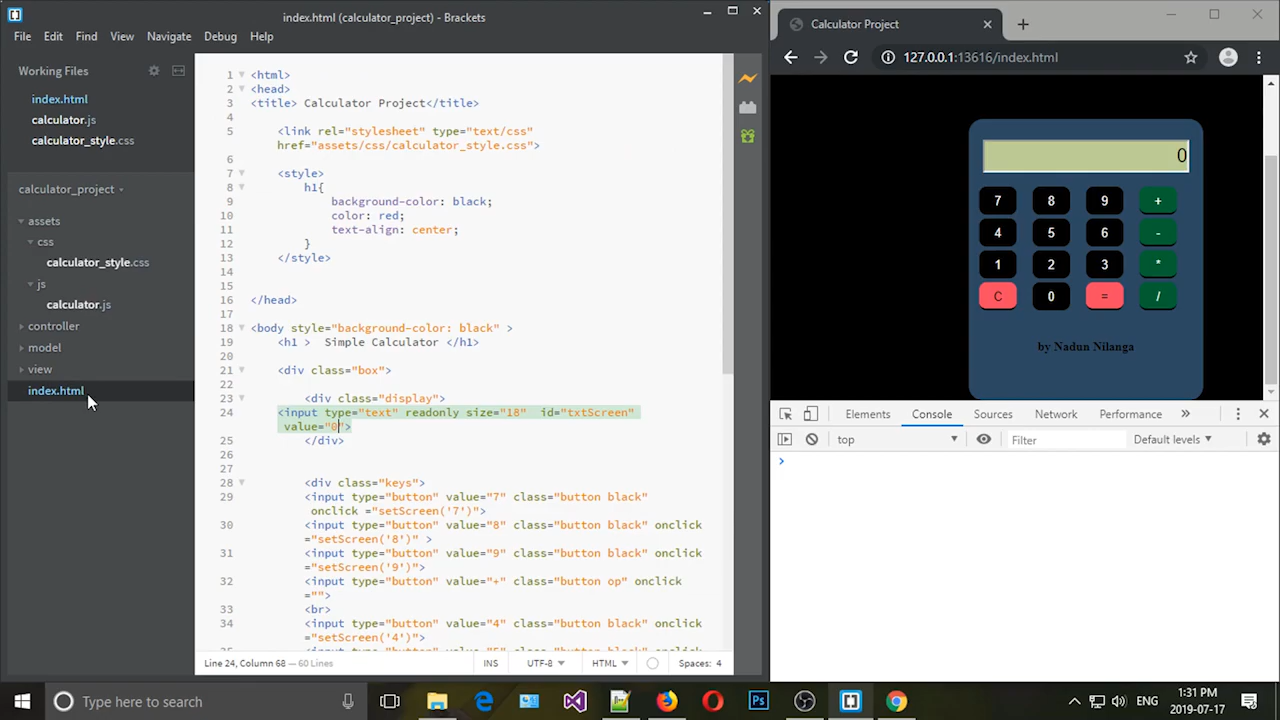 index.html (calculator_project) - Brackets
File Edit Find View Navigate Debug Help
Working Files
index.html
calculator.js
calculator_style.css
calculator_project
assets
css
calculator_style.css
js
calculator.js
controller
model
view
index.html
1 <html>
2 <head>
3 <title> Calculator Project</title>
4
5 <link rel="stylesheet" type="text/css"
href="assets/css/calculator_style.css">
6
7 <style>
8 h1{
9 background-color: black;
10 color: red;
11 text-align: center;
12 }
13 </style>
14
15
16 </head>
17
18 <body style="background-color: black" >
19 <h1 > Simple Calculator </h1>
20
21 <div class="box">
22
23 <div class="display">
24 <input type="text" readonly size="18" id="txtScreen"
value="0">
25 </div>
26
27
28 <div class="keys">
29 <input type="button" value="7" class="button black"
onclick ="setScreen('7')">
30 <input type="button" value="8" class="button black" onclick
="setScreen('8')" >
31 <input type="button" value="9" class="button black" onclick
="setScreen('9')">
32 <input type="button" value="+" class="button op" onclick
="">
33 <br>
34 <input type="button" value="4" class="button black" onclick
="setScreen('4')">
Line 24, Column 68 — 60 Lines
INS UTF-8 HTML Spaces: 4
Calculator Project
127.0.0.1:13616/index.html
0
7 8 9 +
4 5 6 -
1 2 3 *
C 0 = /
by Nadun Nilanga
Elements Console Sources Network Performance »
top Filter Default levels
Type here to search
ENG
1:31 PM
2019-07-17